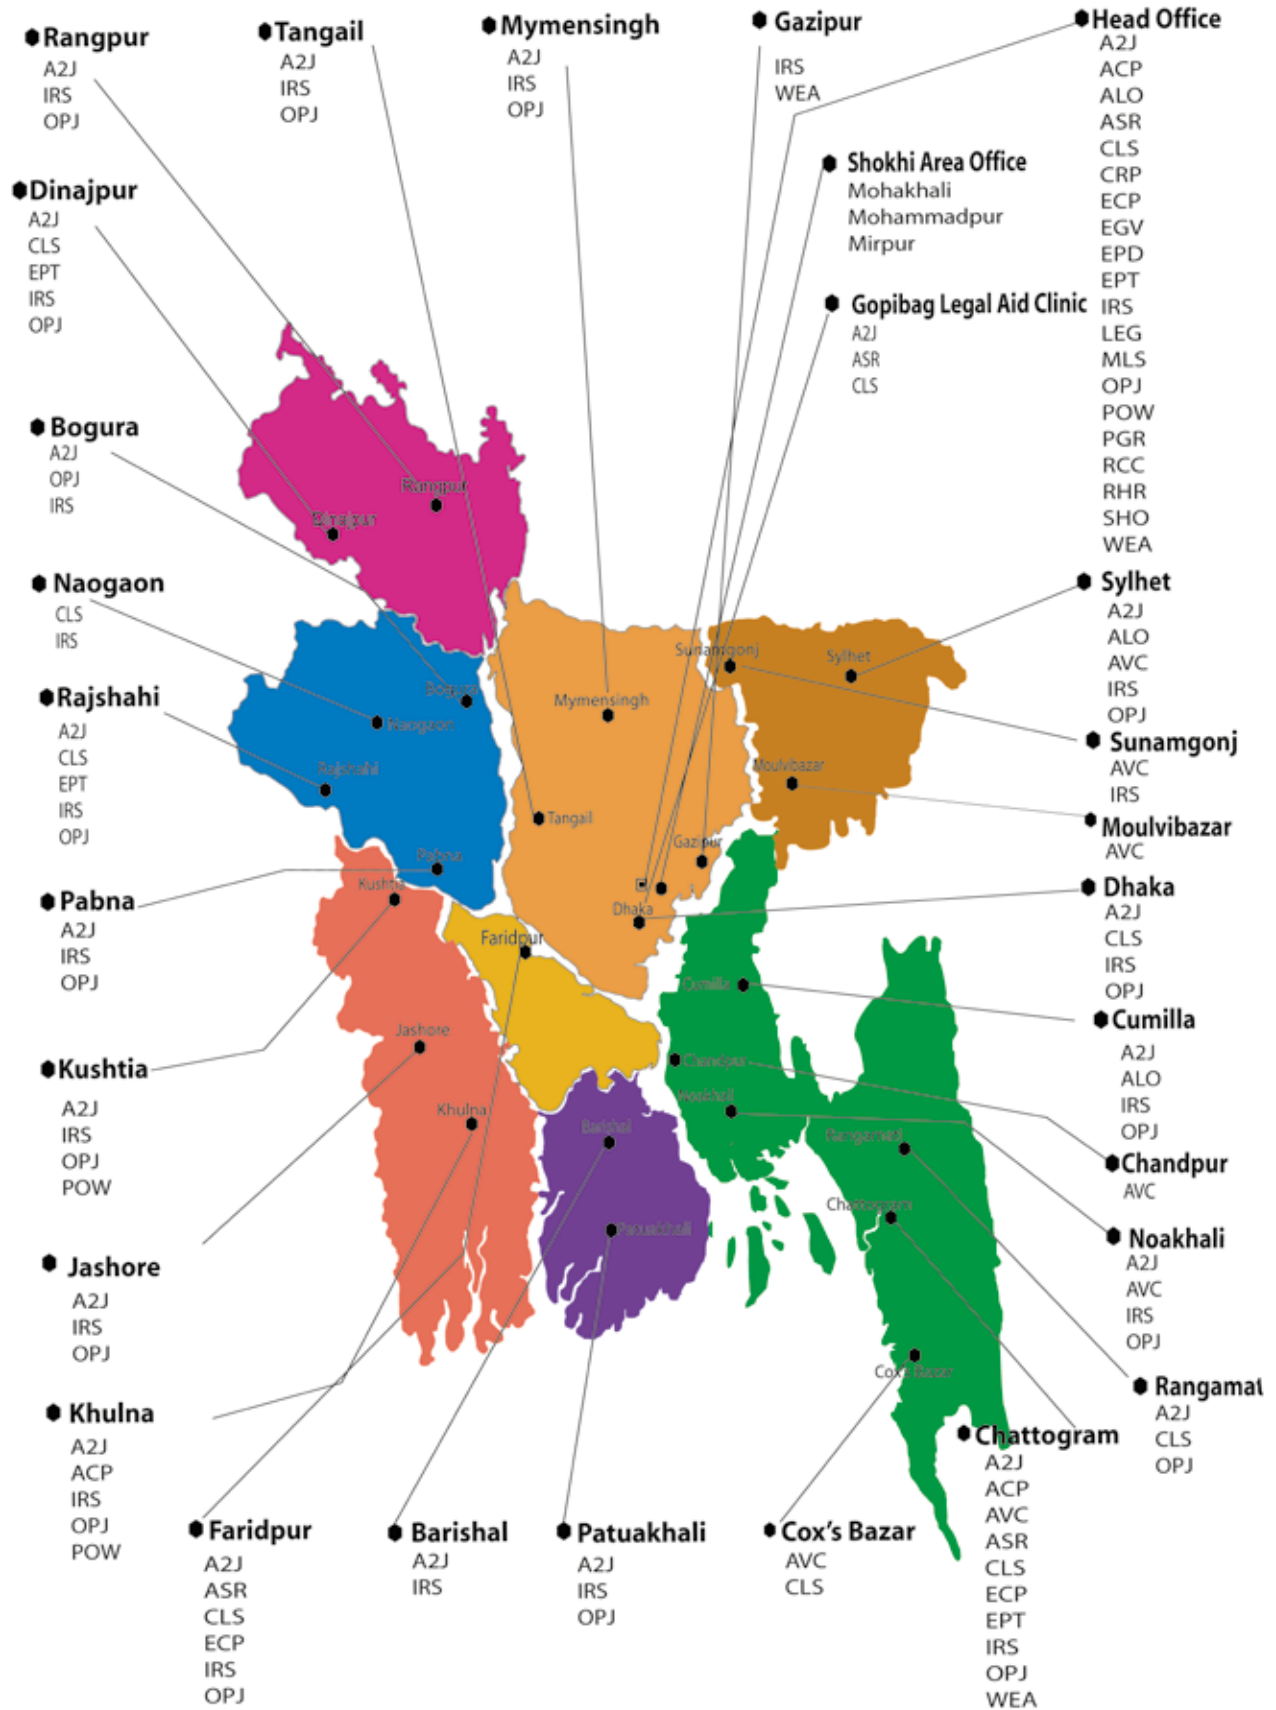 Rangpur
A2J
IRS
OPJ
Tangail
A2J
IRS
OPJ
Mymensingh
A2J
IRS
OPJ
Gazipur
IRS
WEA
Head Office
A2J
ACP
ALO
ASR
CLS
CRP
ECP
EGV
EPD
EPT
IRS
LEG
MLS
OPJ
POW
PGR
RCC
RHR
SHO
WEA
Shokhi Area Office
Mohakhali
Mohammadpur
Mirpur
Gopibag Legal Aid Clinic
A2J
ASR
CLS
Dinajpur
A2J
CLS
EPT
IRS
OPJ
Bogura
A2J
OPJ
IRS
Naogaon
CLS
IRS
Rajshahi
A2J
CLS
EPT
IRS
OPJ
Pabna
A2J
IRS
OPJ
Kushtia
A2J
IRS
OPJ
POW
Jashore
A2J
IRS
OPJ
Khulna
A2J
ACP
IRS
OPJ
POW
Faridpur
A2J
ASR
CLS
ECP
IRS
OPJ
Barishal
A2J
IRS
Patuakhali
A2J
IRS
OPJ
Cox's Bazar
AVC
CLS
Chattogram
A2J
ACP
AVC
ASR
CLS
ECP
EPT
IRS
OPJ
WEA
Rangamat
A2J
CLS
OPJ
Noakhali
A2J
AVC
IRS
OPJ
Chandpur
AVC
Cumilla
A2J
ALO
IRS
OPJ
Dhaka
A2J
CLS
IRS
OPJ
Moulvibazar
AVC
Sunamgonj
AVC
IRS
Sylhet
A2J
ALO
AVC
IRS
OPJ
Rangpur
Dinajpur
Bogura
Naogaon
Rajshahi
Pabna
Mymensingh
Tangail
Gazipur
Dhaka
Sunamgonj
Sylhet
Moulvibazar
Kushtia
Faridpur
Jashore
Khulna
Barishal
Patuakhali
Cumilla
Chandpur
Noakhali
Rangamati
Chattogram
Cox's Bazar